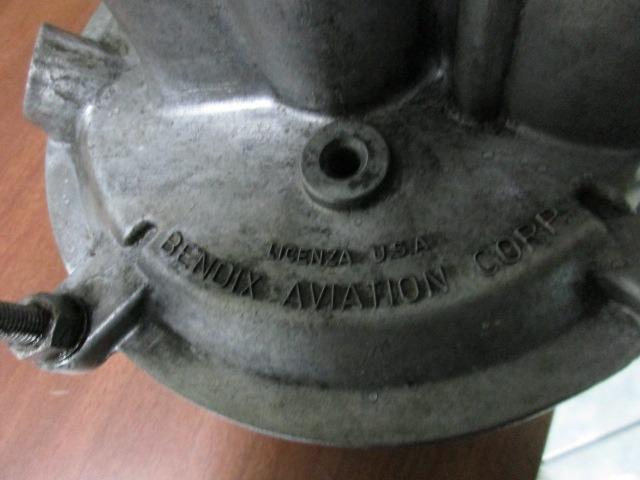 LICENZA U.S.A.
BENDIX AVIATION CORP.